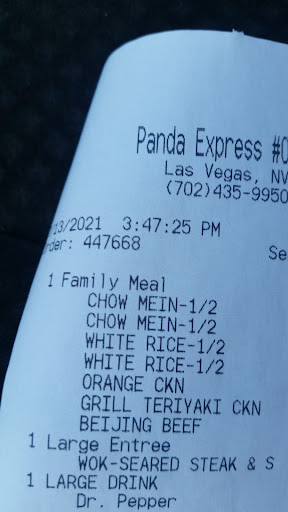 Panda Express #0
Las Vegas, NV
(702)435-9950
/13/2021 3:47:25 PM
rder: 447668 Se
1 Family Meal
CHOW MEIN-1/2
CHOW MEIN-1/2
WHITE RICE-1/2
WHITE RICE-1/2
ORANGE CKN
GRILL TERIYAKI CKN
BEIJING BEEF
1 Large Entree
WOK-SEARED STEAK & S
1 LARGE DRINK
Dr. Pepper